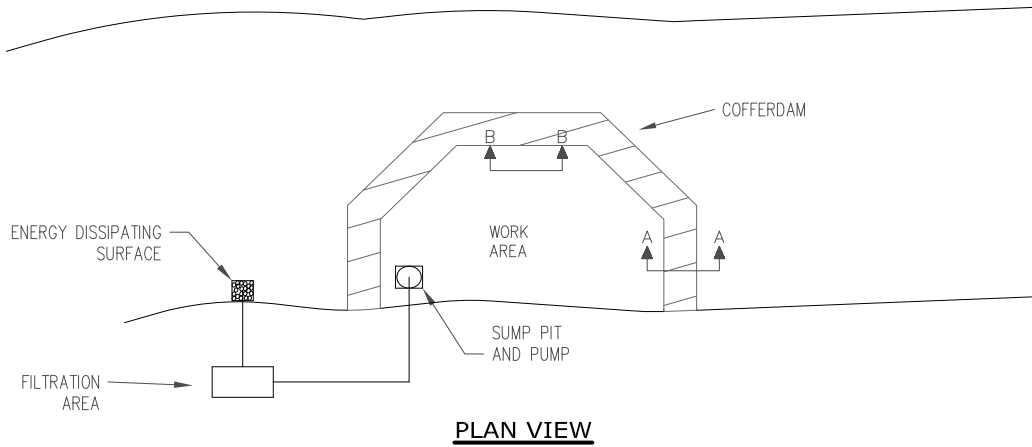 COFFERDAM
B B
ENERGY DISSIPATING
SURFACE
WORK
AREA
A A
SUMP PIT
AND PUMP
FILTRATION
AREA
PLAN VIEW